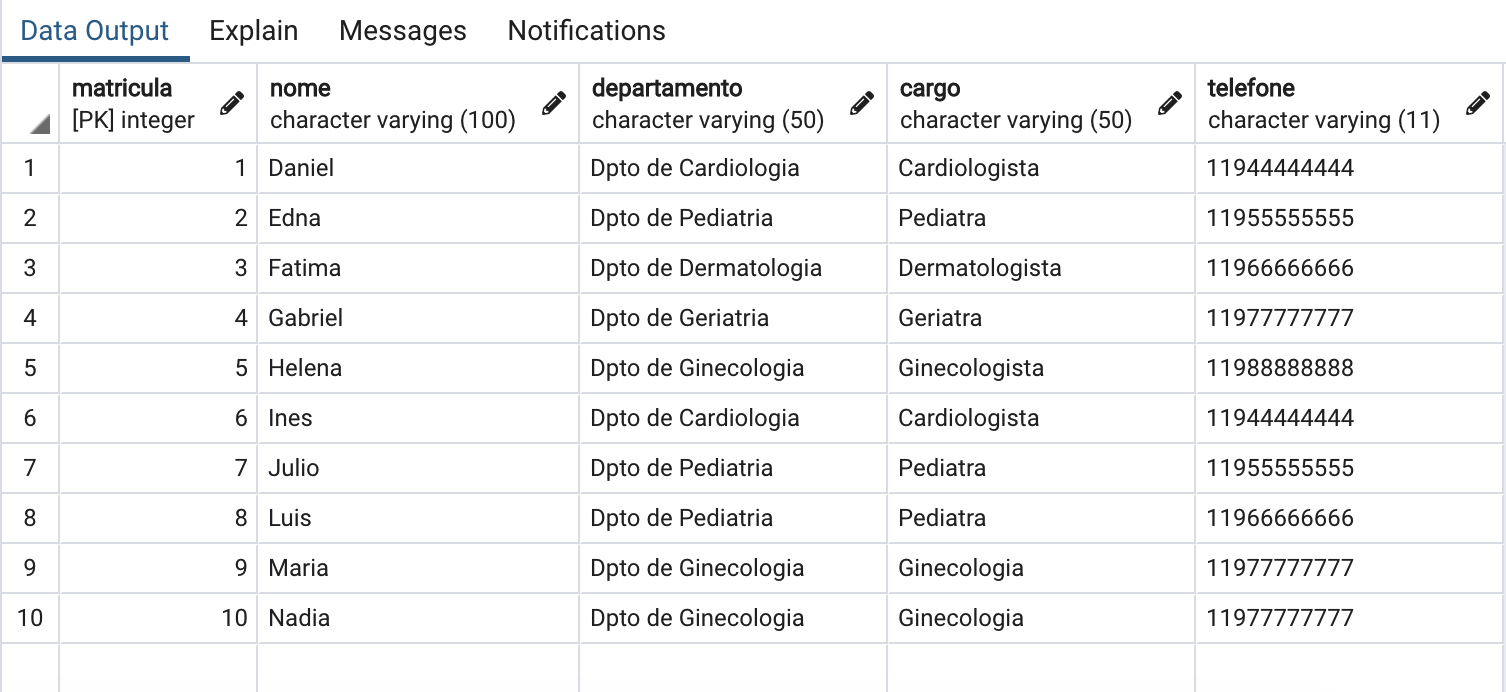 Data Output Explain Messages Notifications
matricula nome departamento cargo telefone
[PK] integer character varying (100) character varying (50) character varying (50) character varying (11)
1 1 Daniel Dpto de Cardiologia Cardiologista 11944444444
2 2 Edna Dpto de Pediatria Pediatra 11955555555
3 3 Fatima Dpto de Dermatologia Dermatologista 11966666666
4 4 Gabriel Dpto de Geriatria Geriatra 11977777777
5 5 Helena Dpto de Ginecologia Ginecologista 11988888888
6 6 Ines Dpto de Cardiologia Cardiologista 11944444444
7 7 Julio Dpto de Pediatria Pediatra 11955555555
8 8 Luis Dpto de Pediatria Pediatra 11966666666
9 9 Maria Dpto de Ginecologia Ginecologia 11977777777
10 10 Nadia Dpto de Ginecologia Ginecologia 11977777777